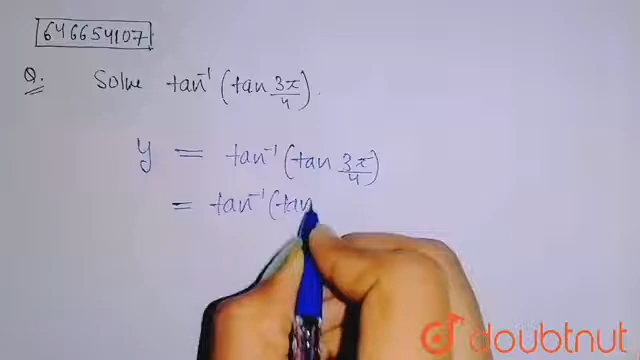 646654107
Q. Solve tan⁻¹(tan 3π/4).
y = tan⁻¹(tan 3π/4)
= tan⁻¹(tan
doubtnut